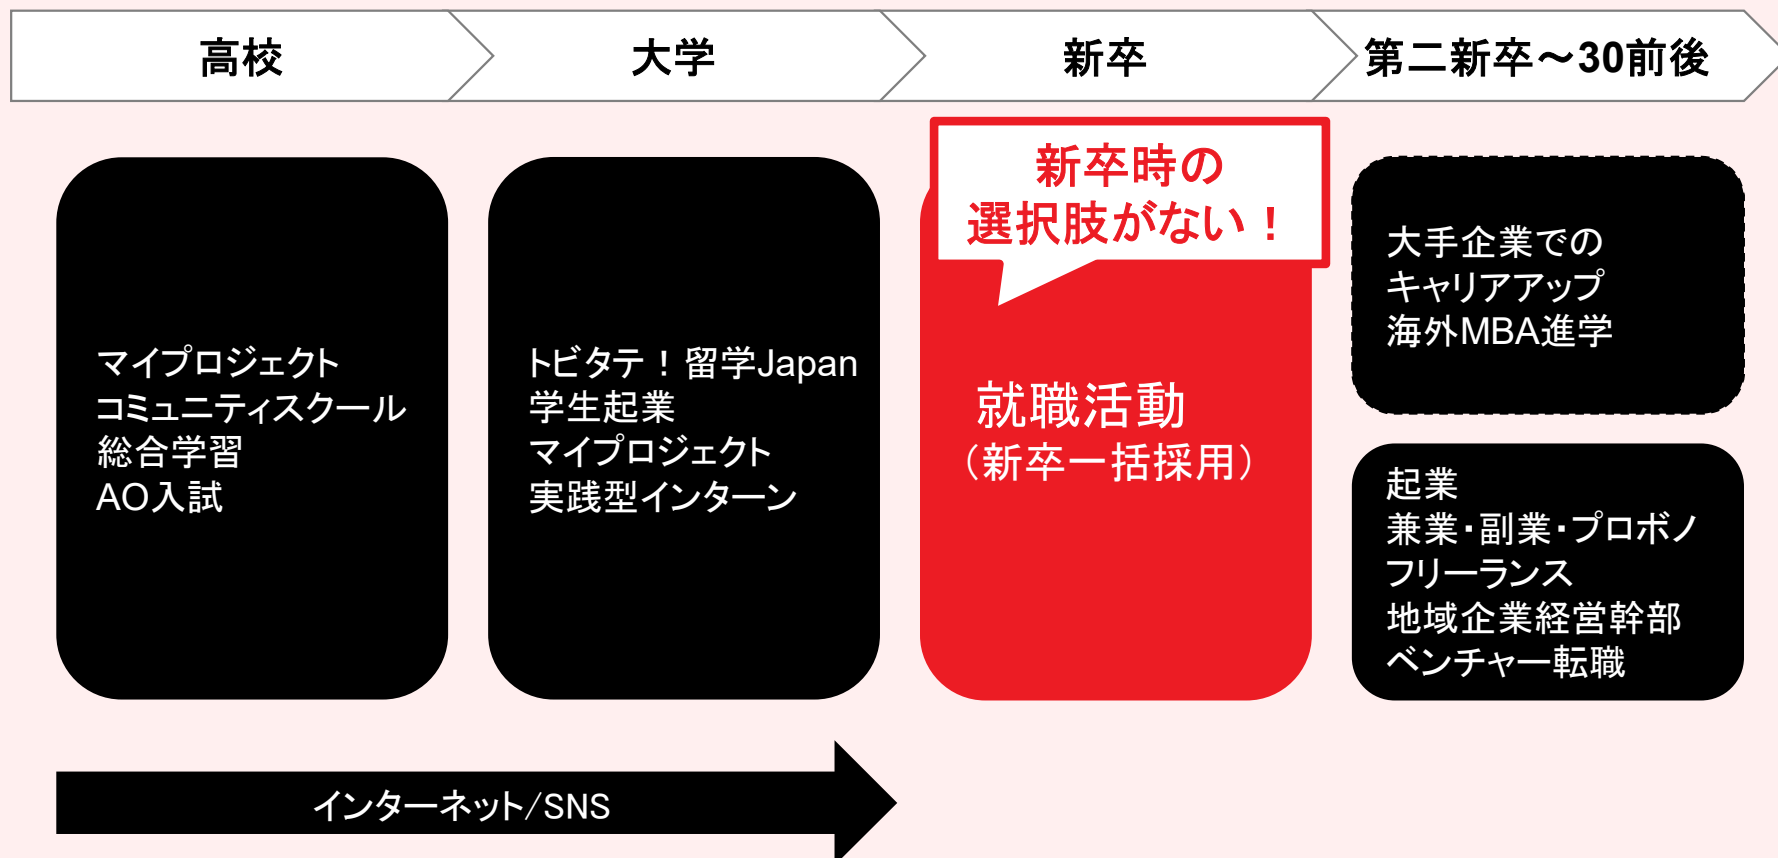 高校
大学
新卒
第二新卒～30前後
マイプロジェクト
コミュニティスクール
総合学習
AO入試
トビタテ！留学Japan
学生起業
マイプロジェクト
実践型インターン
新卒時の
選択肢がない！
就職活動
（新卒一括採用）
大手企業での
キャリアアップ
海外MBA進学
起業
兼業・副業・プロボノ
フリーランス
地域企業経営幹部
ベンチャー転職
インターネット/SNS